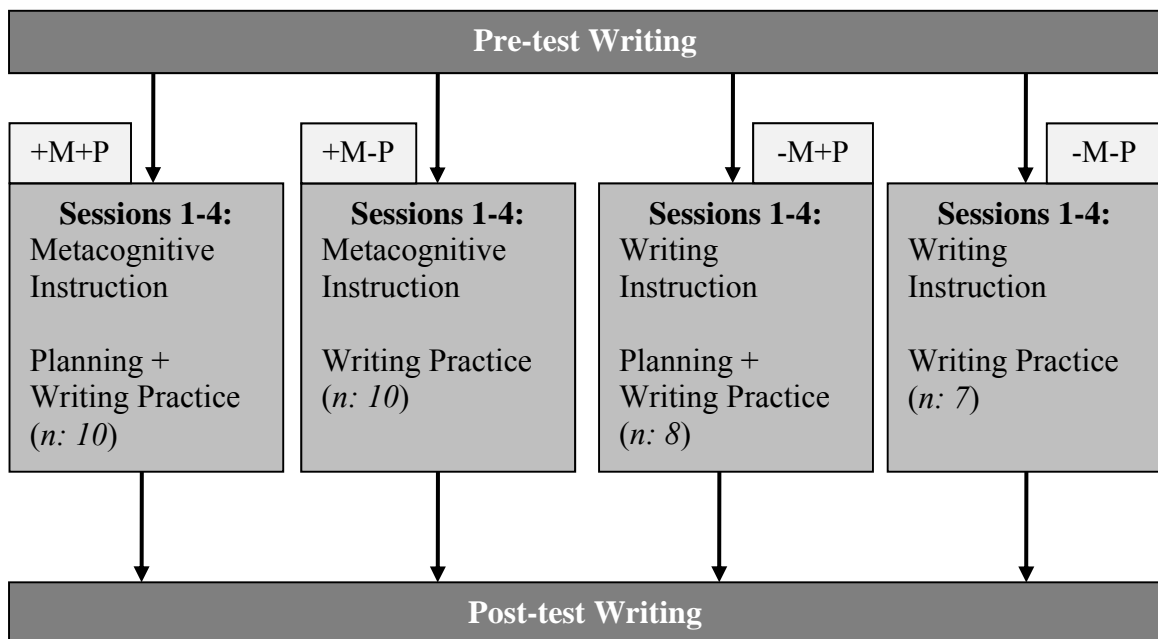 Pre-test Writing
+M+P
Sessions 1-4:
Metacognitive
Instruction
Planning +
Writing Practice
(n: 10)
+M-P
Sessions 1-4:
Metacognitive
Instruction
Writing Practice
(n: 10)
-M+P
Sessions 1-4:
Writing
Instruction
Planning +
Writing Practice
(n: 8)
-M-P
Sessions 1-4:
Writing
Instruction
Writing Practice
(n: 7)
Post-test Writing